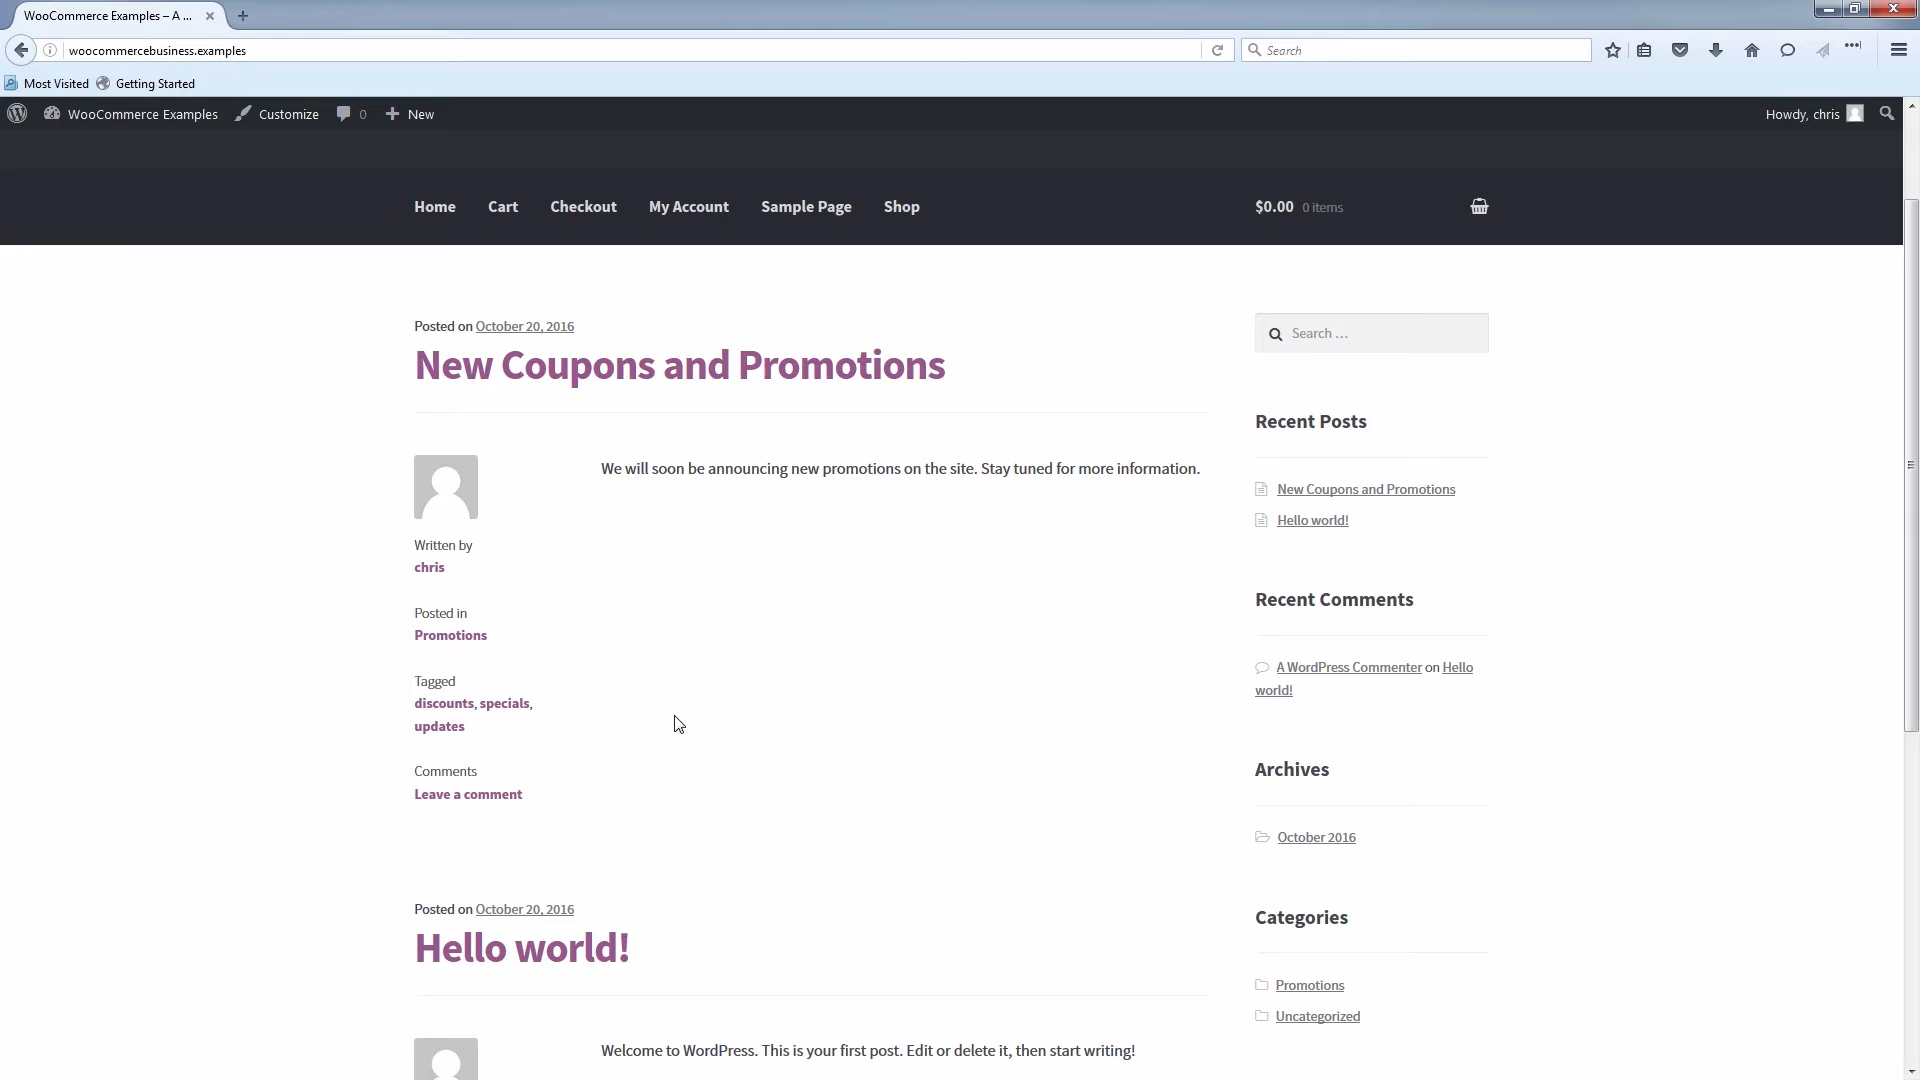 WooCommerce Examples – A ...
woocommercebusiness.examples
Search
Most Visited
Getting Started
WooCommerce Examples
Customize
0
New
Howdy, chris
Home
Cart
Checkout
My Account
Sample Page
Shop
$0.00 0 items
Posted on October 20, 2016
New Coupons and Promotions
We will soon be announcing new promotions on the site. Stay tuned for more information.
Written by
chris
Posted in
Promotions
Tagged
discounts, specials,
updates
Comments
Leave a comment
Posted on October 20, 2016
Hello world!
Welcome to WordPress. This is your first post. Edit or delete it, then start writing!
Search …
Recent Posts
New Coupons and Promotions
Hello world!
Recent Comments
A WordPress Commenter on Hello
world!
Archives
October 2016
Categories
Promotions
Uncategorized